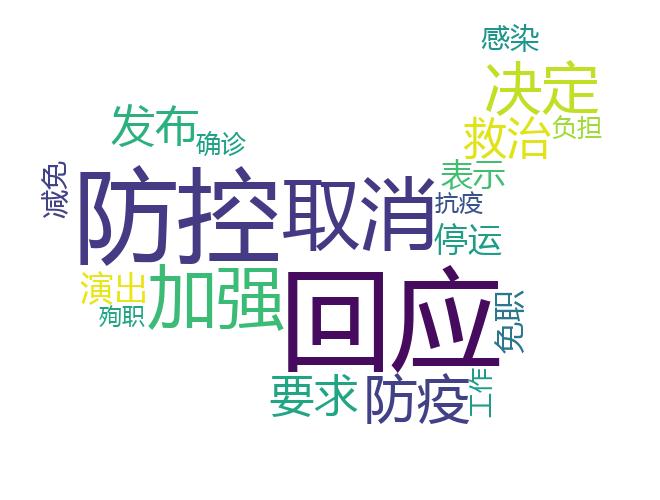 感染
决定
发布
救治
负担
确诊
减免
表示
防控
取消
抗疫
停运
加强
演出
殉职
回应
免职
要求
防疫
工作